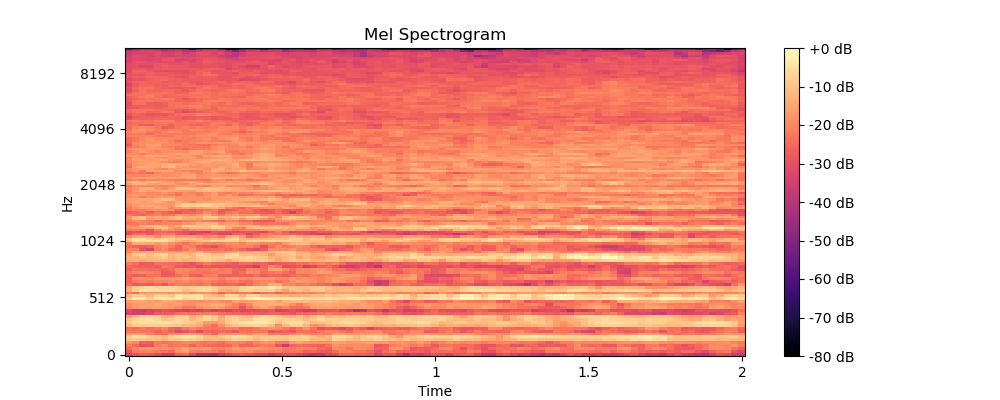 Mel Spectrogram
Hz
8192
4096
2048
1024
512
0
0
0.5
1
1.5
2
Time
+0 dB
-10 dB
-20 dB
-30 dB
-40 dB
-50 dB
-60 dB
-70 dB
-80 dB